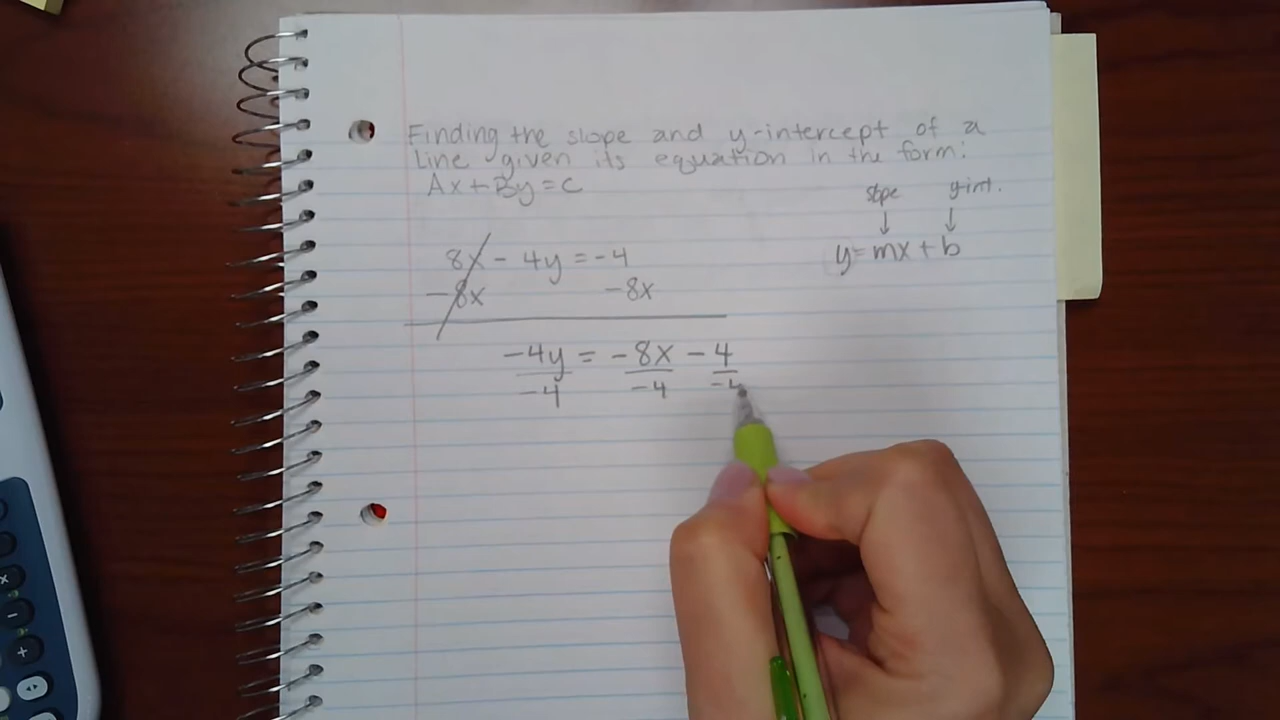 Finding the slope and y-intercept of a
Line given its equation in the form:
Ax+By=C
slope y-int.
↓ ↓
y=mx+b
8x - 4y = -4
-8x -8x
-4y = -8x - 4
-4 -4 -4